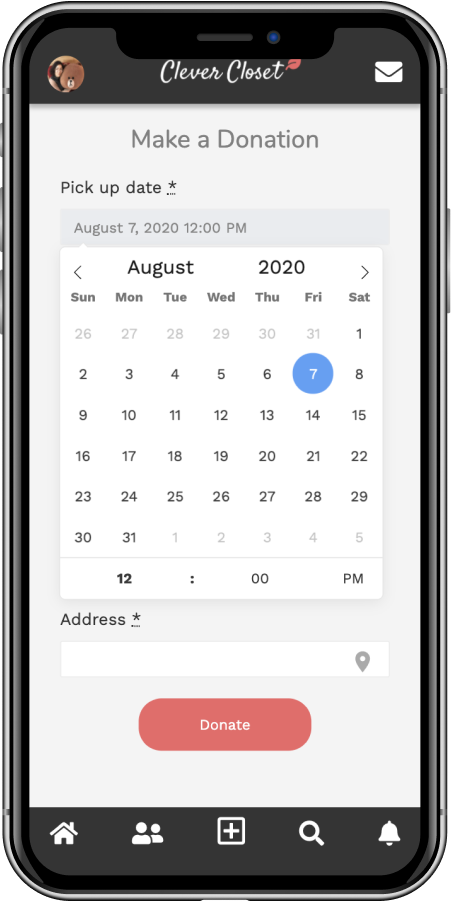 Clever Closet
Make a Donation
Pick up date *
August 7, 2020 12:00 PM
August 2020
Sun Mon Tue Wed Thu Fri Sat
26 27 28 29 30 31 1
2 3 4 5 6 7 8
9 10 11 12 13 14 15
16 17 18 19 20 21 22
23 24 25 26 27 28 29
30 31 1 2 3 4 5
12 : 00 PM
Address *
Donate